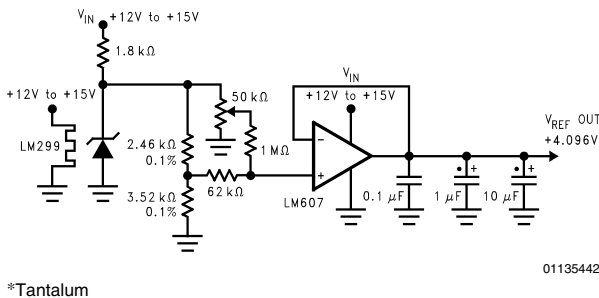 V_IN +12V to +15V
1.8 kΩ
+12V to +15V
LM299
50 kΩ
2.46 kΩ
0.1%
1 MΩ
62 kΩ
3.52 kΩ
0.1%
V_IN
+12V to +15V
−
+
LM607
V_REF OUT
+4.096V
0.1 μF
1 μF
• +
10 μF
• +
01135442
*Tantalum